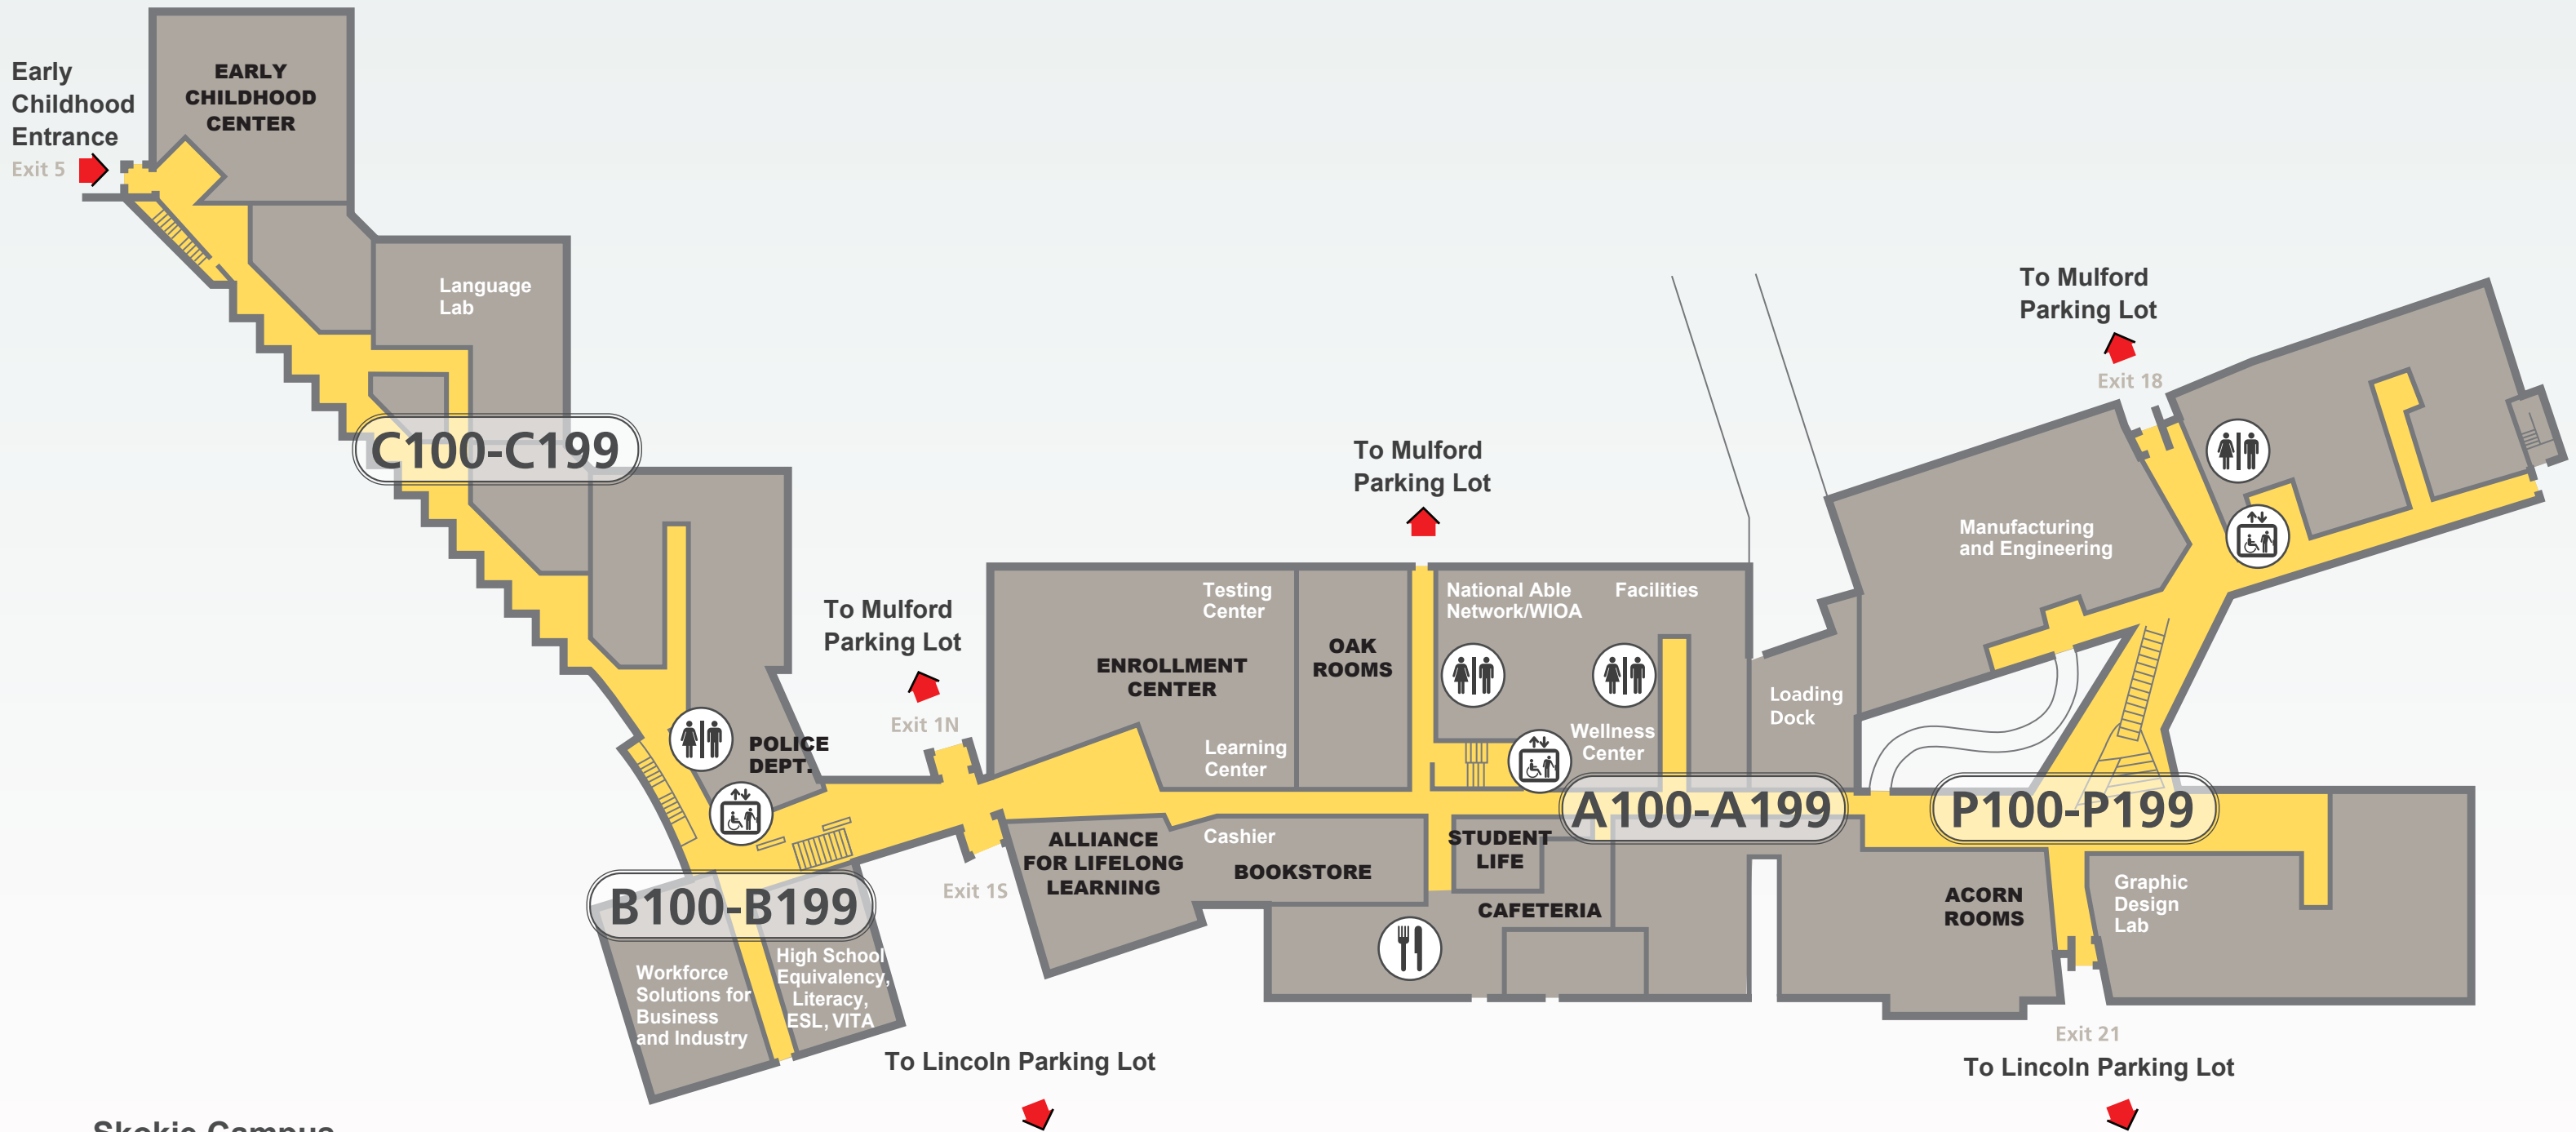 EARLY
CHILDHOOD
CENTER
Early
Childhood
Entrance
Exit 5
Language
Lab
C100-C199
To Mulford
Parking Lot
Exit 1N
POLICE
DEPT.
B100-B199
Workforce
Solutions for
Business
and Industry
High School
Equivalency,
Literacy,
ESL, VITA
Exit 1S
To Lincoln Parking Lot
To Mulford
Parking Lot
Testing
Center
ENROLLMENT
CENTER
Learning
Center
OAK
ROOMS
National Able
Network/WIOA
Facilities
Wellness
Center
A100-A199
ALLIANCE
FOR LIFELONG
LEARNING
Cashier
BOOKSTORE
STUDENT
LIFE
CAFETERIA
Loading
Dock
To Mulford
Parking Lot
Exit 18
Manufacturing
and Engineering
P100-P199
ACORN
ROOMS
Graphic
Design
Lab
Exit 21
To Lincoln Parking Lot
Skokie Campus